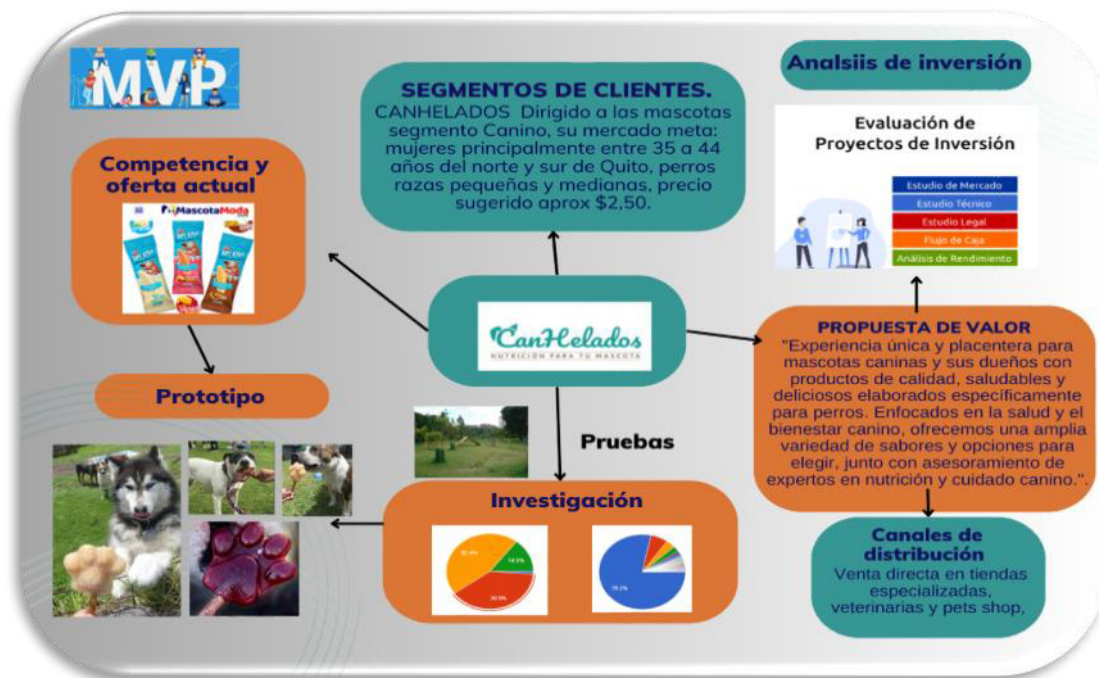 MVP
SEGMENTOS DE CLIENTES.
CANHELADOS Dirigido a las mascotas
segmento Canino, su mercado meta:
mujeres principalmente entre 35 a 44
años del norte y sur de Quito, perros
razas pequeñas y medianas, precio
sugerido aprox $2,50.
Analsiis de inversión
Evaluación de
Proyectos de Inversión
Estudio de Mercado
Estudio Técnico
Estudio Legal
Flujo de Caja
Análisis de Rendimiento
Competencia y
oferta actual
MascotaModa
CanHelados
NUTRICIÓN PARA TU MASCOTA
PROPUESTA DE VALOR
"Experiencia única y placentera para
mascotas caninas y sus dueños con
productos de calidad, saludables y
deliciosos elaborados específicamente
para perros. Enfocados en la salud y el
bienestar canino, ofrecemos una amplia
variedad de sabores y opciones para
elegir, junto con asesoramiento de
expertos en nutrición y cuidado canino.".
Prototipo
Pruebas
Investigación
Canales de
distribución
Venta directa en tiendas
especializadas,
veterinarias y pets shop,